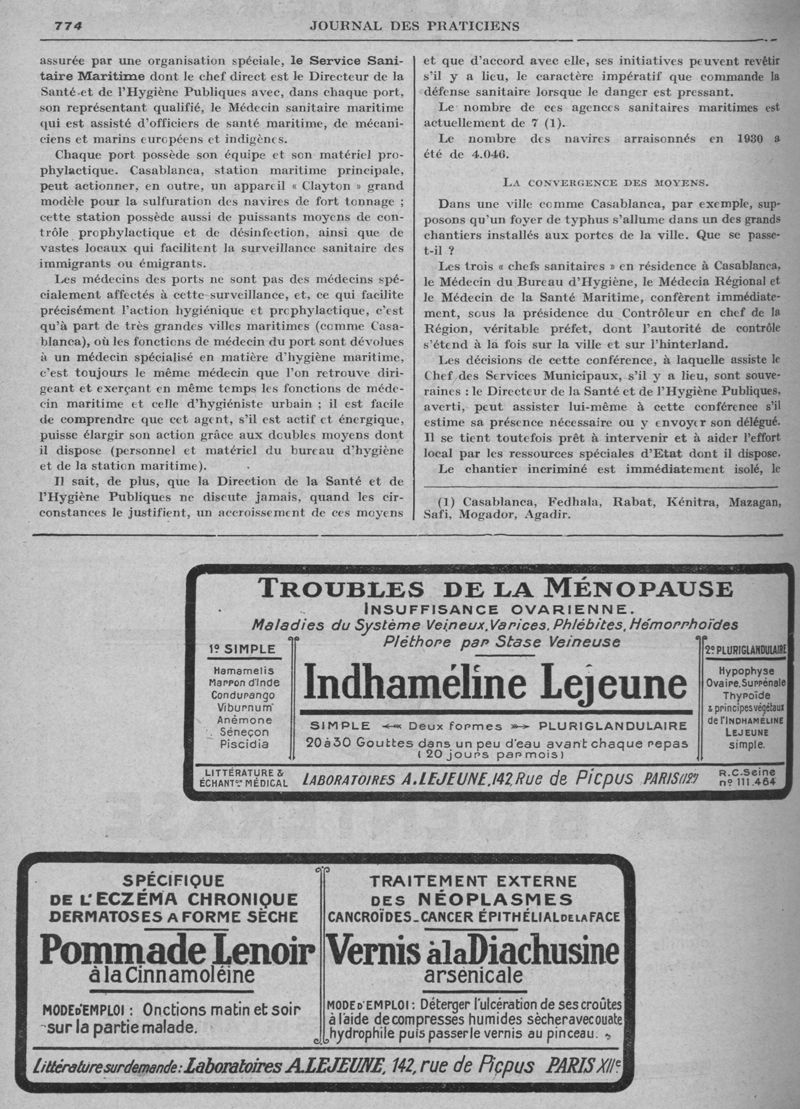 774
JOURNAL DES PRATICIENS
assurée par une organisation spéciale, le Service Sani-
taire Maritime dont le chef direct est le Directeur de la
Santé et de l'Hygiène Publiques avec, dans chaque port,
son représentant qualifié, le Médecin sanitaire maritime
qui est assisté d'officiers de santé maritime, de mécani-
ciens et marins européens et indigènes.
Chaque port possède son équipe et son matériel pro-
phylactique. Casablanca, station maritime principale,
peut actionner, en outre, un appareil « Clayton » grand
modèle pour la sulfuration des navires de fort tonnage ;
cette station possède aussi de puissants moyens de con-
trôle prophylactique et de désinfection, ainsi que de
vastes locaux qui facilitent la surveillance sanitaire des
immigrants ou émigrants.
Les médecins des ports ne sont pas des médecins spé-
cialement affectés à cette surveillance, et, ce qui facilite
précisément l'action hygiénique et prophylactique, c'est
qu'à part de très grandes villes maritimes (comme Casa-
blanca), où les fonctions de médecin du port sont dévolues
à un médecin spécialisé en matière d'hygiène maritime,
c'est toujours le même médecin que l'on retrouve diri-
geant et exerçant en même temps les fonctions de méde-
cin maritime et celle d'hygiéniste urbain ; il est facile
de comprendre que cet agent, s'il est actif et énergique,
puisse élargir son action grâce aux doubles moyens dont
il dispose (personnel et matériel du bureau d'hygiène
et de la station maritime).
Il sait, de plus, que la Direction de la Santé et de
l'Hygiène Publiques ne discute jamais, quand les cir-
constances le justifient, un accroissement de ces moyens
et que d'accord avec elle, ses initiatives peuvent revêtir
s'il y a lieu, le caractère impératif que commande la
défense sanitaire lorsque le danger est pressant.
Le nombre de ces agences sanitaires maritimes est
actuellement de 7 (1).
Le nombre des navires arraisonnés en 1930 a
été de 4.046.
LA CONVERGENCE DES MOYENS.
Dans une ville comme Casablanca, par exemple, sup-
posons qu'un foyer de typhus s'allume dans un des grands
chantiers installés aux portes de la ville. Que se passe-
t-il ?
Les trois « chefs sanitaires » en résidence à Casablanca,
le Médecin du Bureau d'Hygiène, le Médecia Régional et
le Médecin de la Santé Maritime, confèrent immédiate-
ment, sous la présidence du Contrôleur en chef de la
Région, véritable préfet, dont l'autorité de contrôle
s'étend à la fois sur la ville et sur l'hinterland.
Les décisions de cette conférence, à laquelle assiste le
Chef des Services Municipaux, s'il y a lieu, sont souve-
raines : le Directeur de la Santé et de l'Hygiène Publiques,
averti, peut assister lui-même à cette conférence s'il
estime sa présence nécessaire ou y envoyer son délégué.
Il se tient toutefois prêt à intervenir et à aider l'effort
local par les ressources spéciales d'Etat dont il dispose.
Le chantier incriminé est immédiatement isolé, le
(1) Casablanca, Fedhala, Rabat, Kénitra, Mazagan,
Safi, Mogador, Agadir.
TROUBLES DE LA MÉNOPAUSE
INSUFFISANCE OVARIENNE.
Maladies du Système Veineux, Varices, Phlébites, Hémorrhoïdes
Pléthore par Stase Veineuse
1º SIMPLE
Hamamelis
Marron d'Inde
Condurango
Viburnum
Anémone
Séneçon
Piscidia
Indhaméline Lejeune
SIMPLE Deux formes PLURIGLANDULAIRE
20 à 30 Gouttes dans un peu d'eau avant chaque repas
(20 jours par mois)
2º PLURIGLANDULAIRE
Hypophyse
Ovaire, Surrénale
Thyroïde
& principes végétaux
de l'INDHAMÉLINE
LEJEUNE
simple.
LITTÉRATURE &
ÉCHANTONS MÉDICAL
LABORATOIRES A. LEJEUNE, 142, Rue de Picpus PARIS (12e)
R.C. Seine
nº 111.464
SPÉCIFIQUE
DE L'ECZÉMA CHRONIQUE
DERMATOSES A FORME SÈCHE
Pommade Lenoir
à la Cinnamoléine
MODE D'EMPLOI : Onctions matin et soir
sur la partie malade.
TRAITEMENT EXTERNE
DES NÉOPLASMES
CANCROÏDES_CANCER ÉPITHÉLIAL DE LA FACE
Vernis à la Diachusine
arsénicale
MODE D'EMPLOI : Déterger l'ulcération de ses croûtes
à l'aide de compresses humides sècher avec ouate
hydrophile puis passer le vernis au pinceau.
Littérature sur demande : Laboratoires A. LEJEUNE, 142, rue de Picpus PARIS XIIe